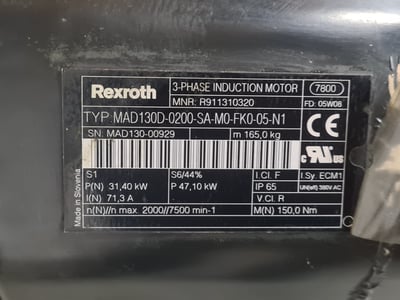 Rexroth
3-PHASE INDUCTION MOTOR
7800
MNR: R911310320
FD: 05W08
TYP: MAD130D-0200-SA-M0-FK0-05-N1
SN: MAD130-00929
m 165,0 kg
CE
Made in Slovenia
S1
S6/44%
I.Cl. F
I.Sy. ECM1
P(N) 31,40 kW
P 47,10 kW
IP 65
I(N) 71,3 A
V.Cl. R
n(N)//n max 2000//7500 min-1
M(N) 150,0 Nm